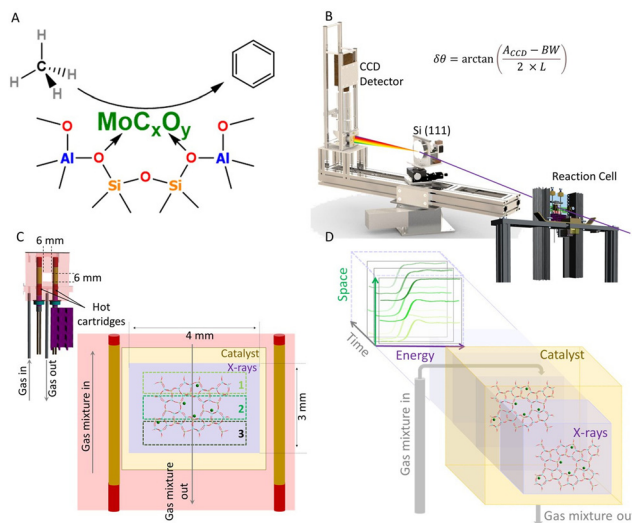 A
H
H
C
H
H
MoCxOy
O
O
Al
O
O
Al
Si
O
Si
B
CCD
Detector
δθ = arctan (A_CCD − BW / 2 × L)
Si (111)
Reaction Cell
C
6 mm
6 mm
Hot
cartridges
Gas in
Gas out
4 mm
Catalyst
X-rays
1
2
3
3 mm
Gas mixture in
Gas mixture
out
D
Space
Time
Energy
Catalyst
X-rays
Gas mixture in
Gas mixture ou